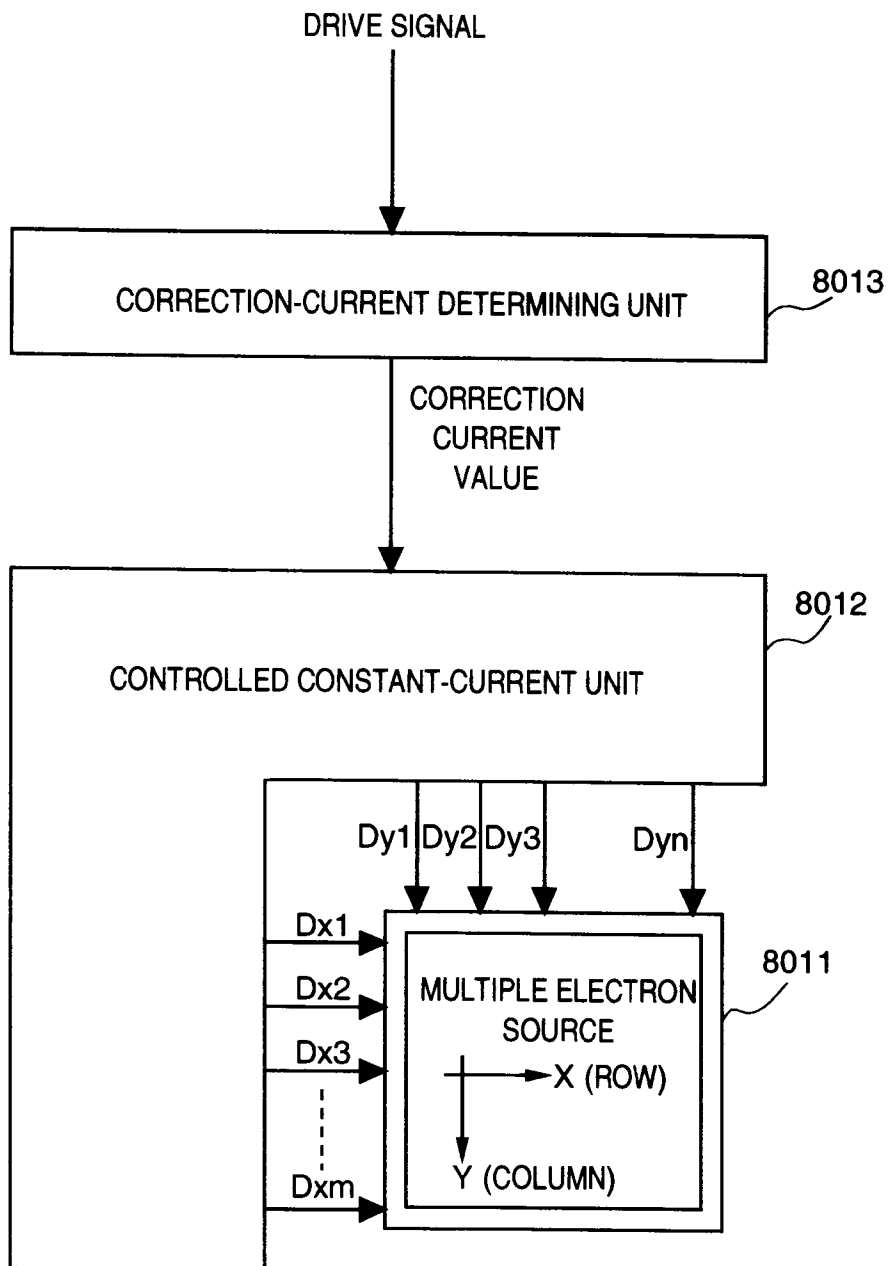 DRIVE SIGNAL
CORRECTION-CURRENT DETERMINING UNIT
8013
CORRECTION
CURRENT
VALUE
8012
CONTROLLED CONSTANT-CURRENT UNIT
Dy1 Dy2 Dy3 Dyn
Dx1
8011
Dx2
MULTIPLE ELECTRON
SOURCE
Dx3
X (ROW)
Y (COLUMN)
Dxm